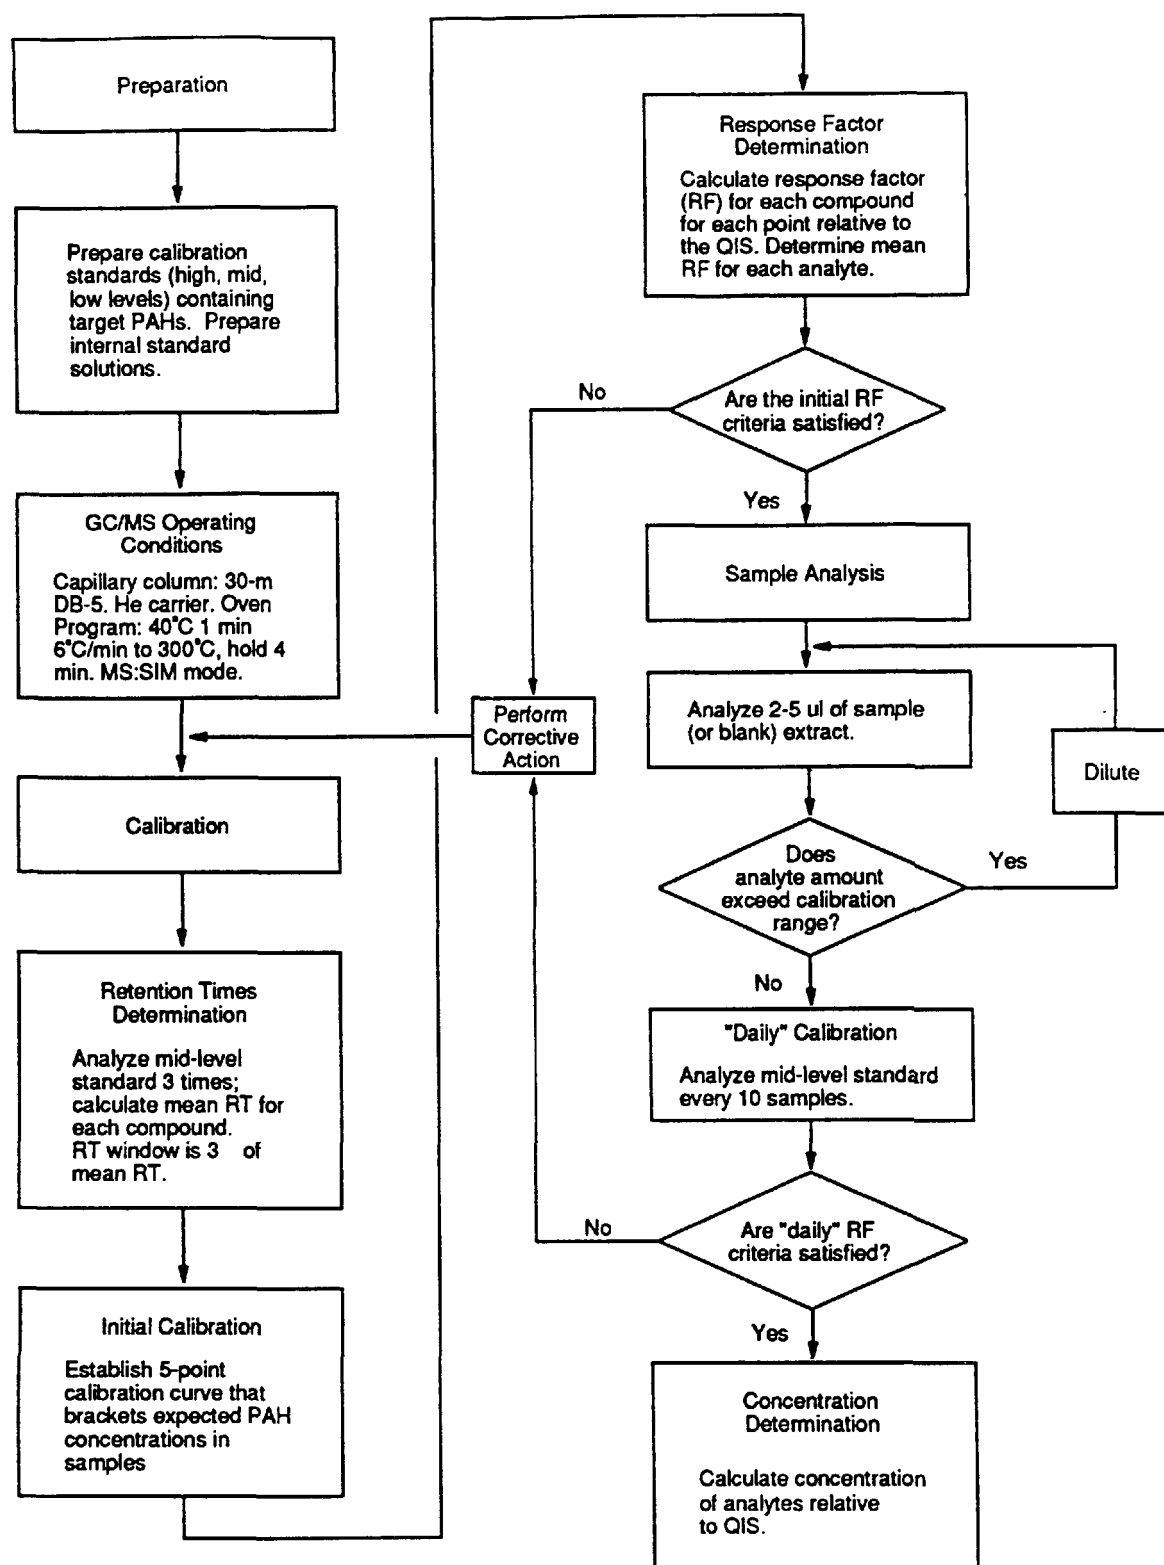 Preparation
Prepare calibration
standards (high, mid,
low levels) containing
target PAHs. Prepare
internal standard
solutions.
GC/MS Operating
Conditions
Capillary column: 30-m
DB-5. He carrier. Oven
Program: 40°C 1 min
6°C/min to 300°C, hold 4
min. MS:SIM mode.
Calibration
Retention Times
Determination
Analyze mid-level
standard 3 times;
calculate mean RT for
each compound.
RT window is 3 of
mean RT.
Initial Calibration
Establish 5-point
calibration curve that
brackets expected PAH
concentrations in
samples
Response Factor
Determination
Calculate response factor
(RF) for each compound
for each point relative to
the QIS. Determine mean
RF for each analyte.
No
Are the initial RF
criteria satisfied?
Yes
Sample Analysis
Perform
Corrective
Action
Analyze 2-5 ul of sample
(or blank) extract.
Dilute
Does
analyte amount
exceed calibration
range?
Yes
No
"Daily" Calibration
Analyze mid-level standard
every 10 samples.
No
Are "daily" RF
criteria satisfied?
Yes
Concentration
Determination
Calculate concentration
of analytes relative
to QIS.